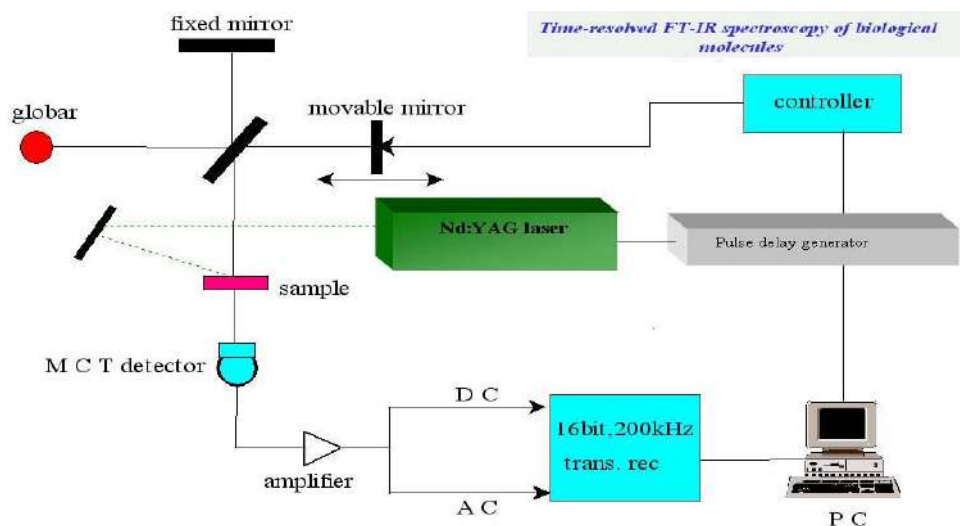 fixed mirror
Time-resolved FT-IR spectroscopy of biological
molecules
globar
movable mirror
controller
Nd:YAG laser
Pulse delay generator
sample
M C T detector
D C
16bit,200kHz
trans. rec
amplifier
A C
P C